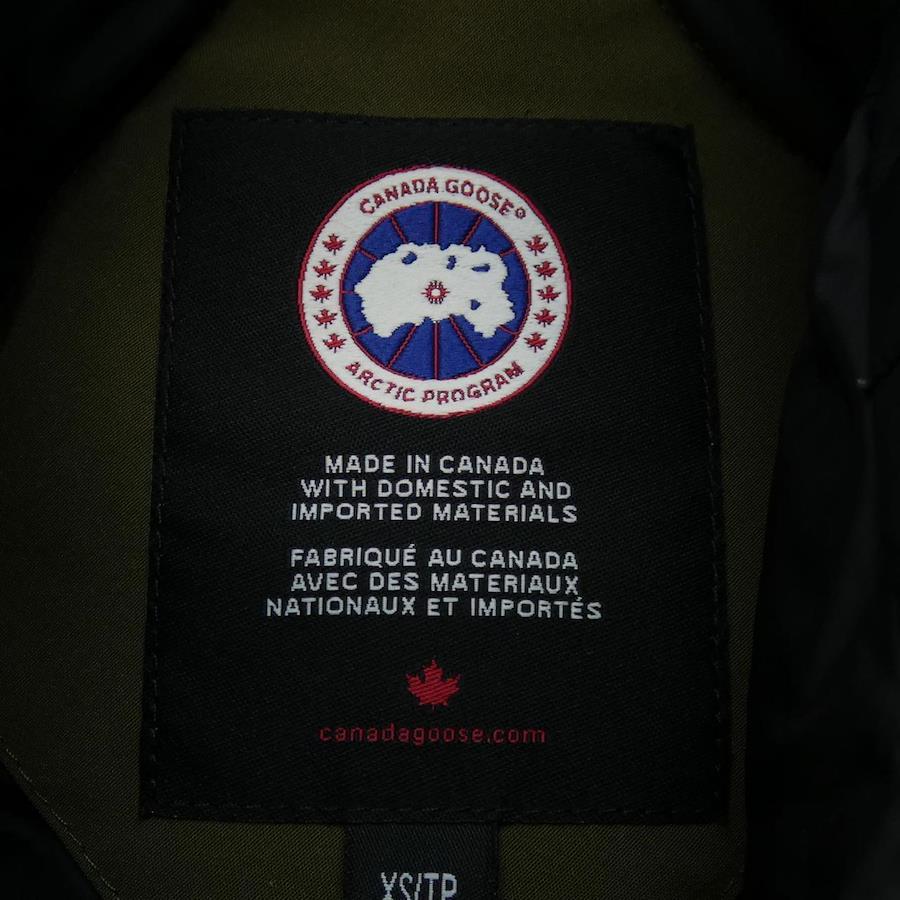 CANADA GOOSE®
ARCTIC PROGRAM
MADE IN CANADA
WITH DOMESTIC AND
IMPORTED MATERIALS
FABRIQUÉ AU CANADA
AVEC DES MATERIAUX
NATIONAUX ET IMPORTÉS
canadagoose.com
XS/TP